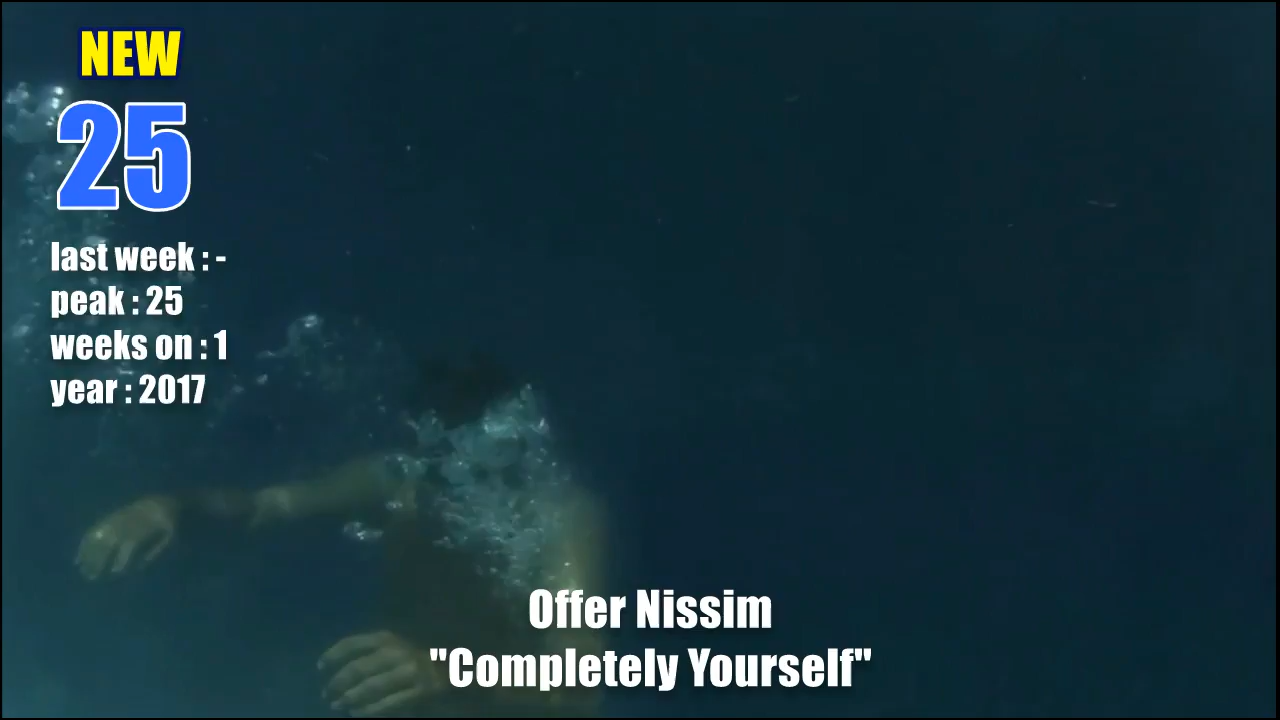 NEW
25
last week : -
peak : 25
weeks on : 1
year : 2017
Offer Nissim
"Completely Yourself"